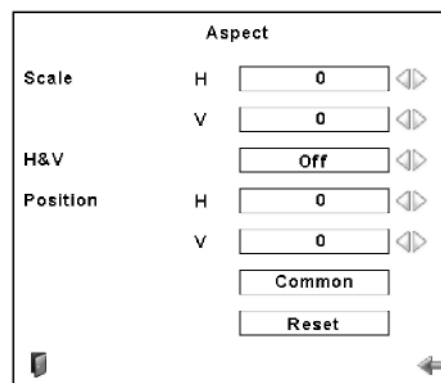 Aspect
Scale H 0
V 0
H&V Off
Position H 0
V 0
Common
Reset